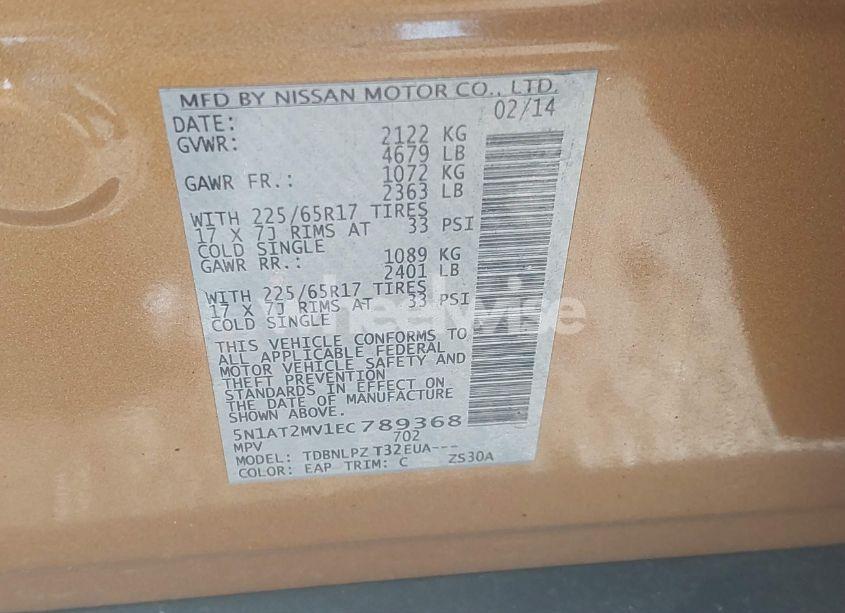 MFD BY NISSAN MOTOR CO., LTD.
DATE: 02/14
GVWR: 2122 KG
4679 LB
GAWR FR.: 1072 KG
2363 LB
WITH 225/65R17 TIRES
17 X 7J RIMS AT 33 PSI
COLD SINGLE
GAWR RR.: 1089 KG
2401 LB
WITH 225/65R17 TIRES
17 X 7J RIMS AT 33 PSI
COLD SINGLE
wheelwise
THIS VEHICLE CONFORMS TO
ALL APPLICABLE FEDERAL
MOTOR VEHICLE SAFETY AND
THEFT PREVENTION
STANDARDS IN EFFECT ON
THE DATE OF MANUFACTURE
SHOWN ABOVE.
5N1AT2MV1EC789368
MPV 702
MODEL: TDBNLPZ T32EUA---
COLOR: EAP TRIM: C ZS30A